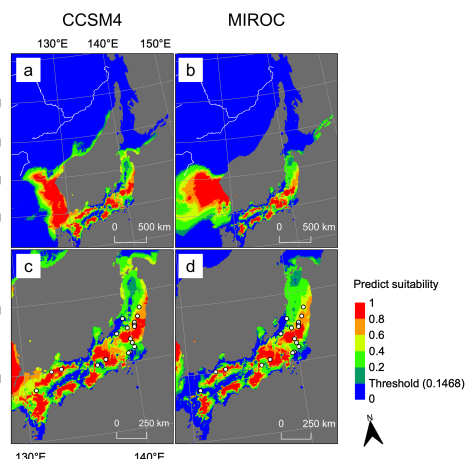 CCSM4 MIROC
130°E 140°E 150°E
a b
0 500 km 0 500 km
c d
Predict suitability
1
0.8
0.6
0.4
0.2
Threshold (0.1468)
0
N
0 250 km 0 250 km
130°E 140°E